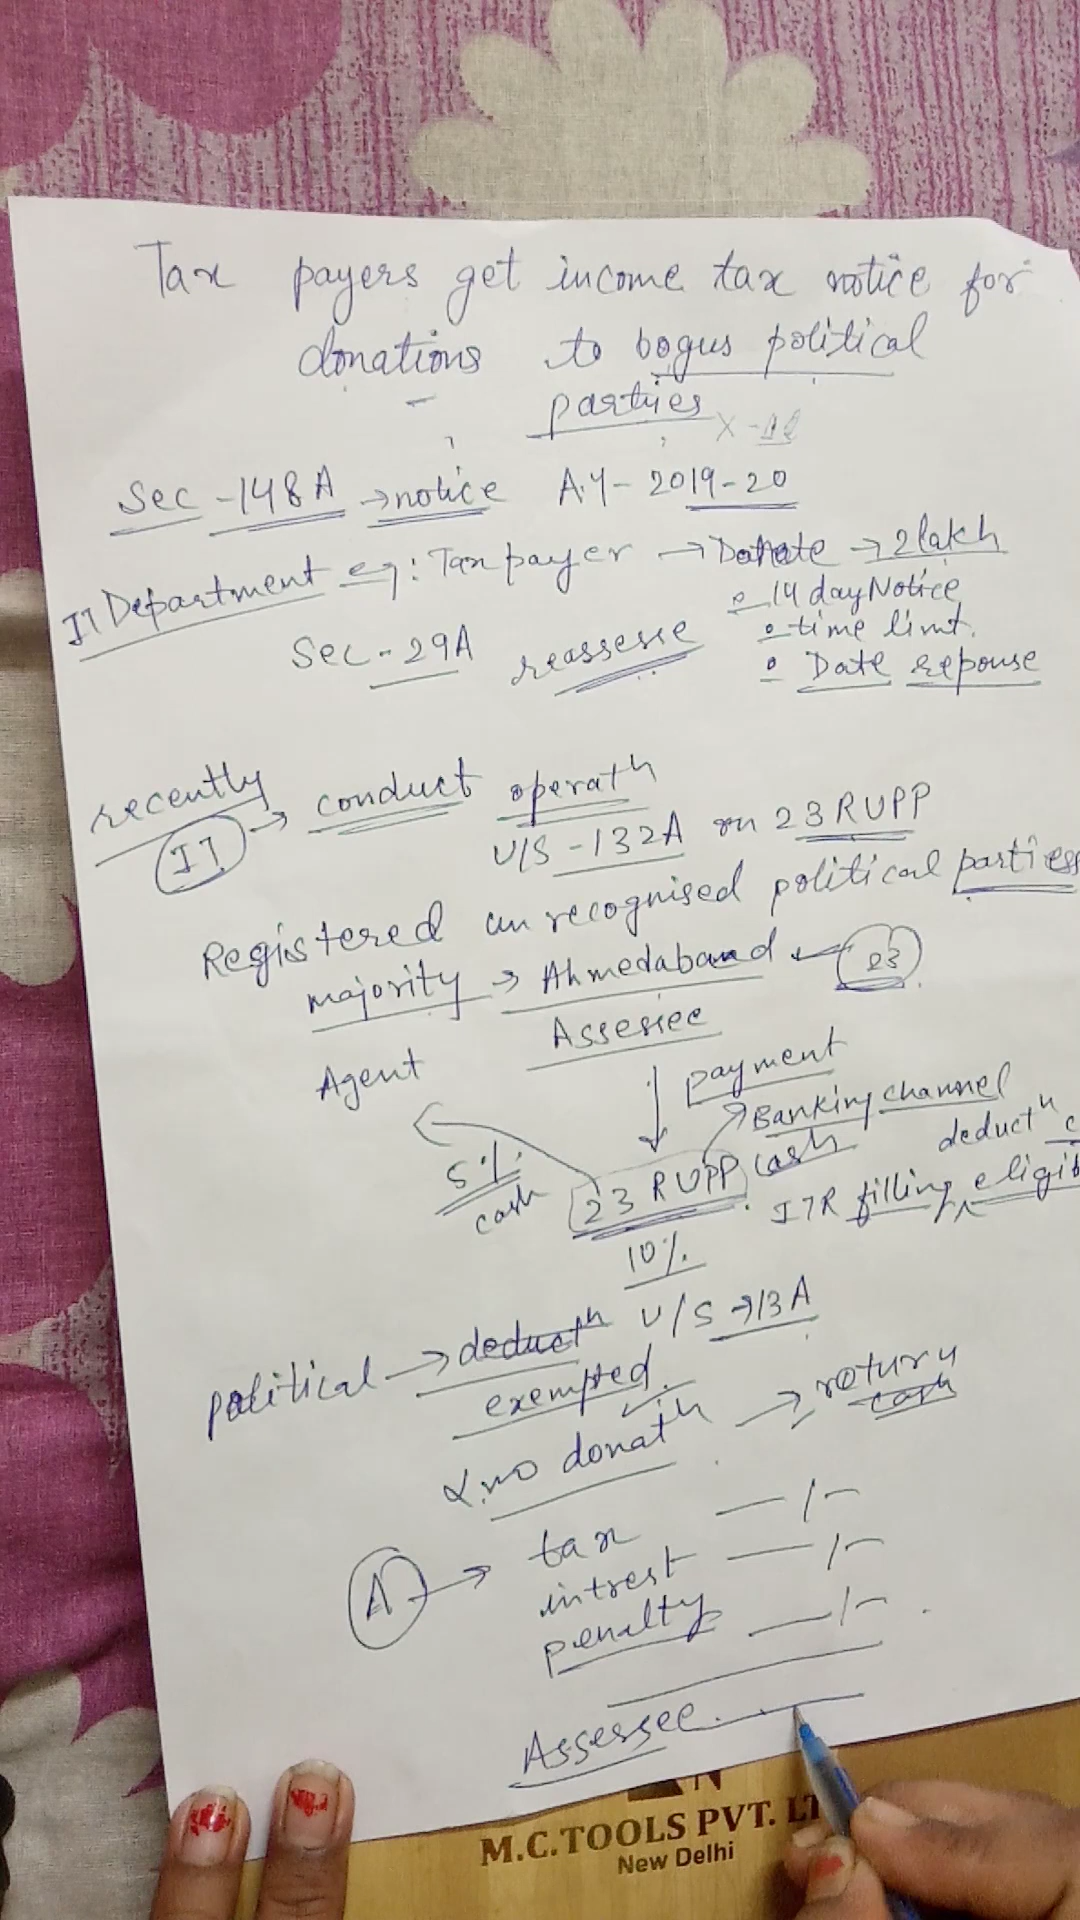 Tax payers get income tax notice for
donations to bogus political
parties
Sec - 148A → notice A.Y - 2019-20
IT Department eg: Tax payer → Donate → 2 lakh
• 14 day Notice
• time limt.
Sec - 29A reassesse
• Date repouse
recently
IT → conduct operatn
U/S - 132A on 23 RUPP
Registered un recognised political parties
majority → Ahmedabad ← 23
Assessee
Agent
payment
Banking channel
5%. cash
23 RUPP cash deductn c
ITR filling eligib
10%.
political → deductn U/S → 13A
exempted.
& no donatn → return cash
A → tax — /-
intrest — /-
penalty — /-
Assessee.
M.C. TOOLS PVT. LT
New Delhi